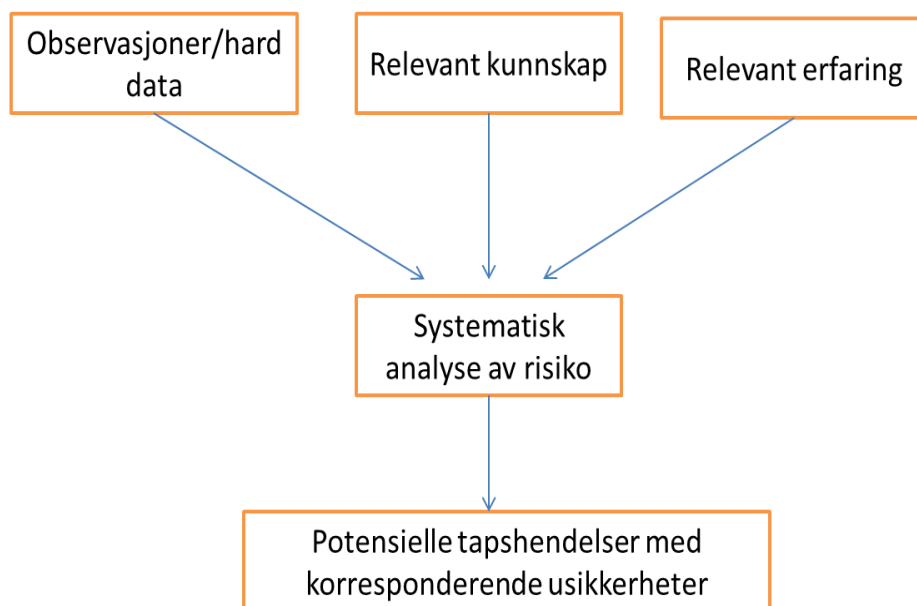 Observasjoner/hard
data
Relevant kunnskap
Relevant erfaring
Systematisk
analyse av risiko
Potensielle tapshendelser med
korresponderende usikkerheter